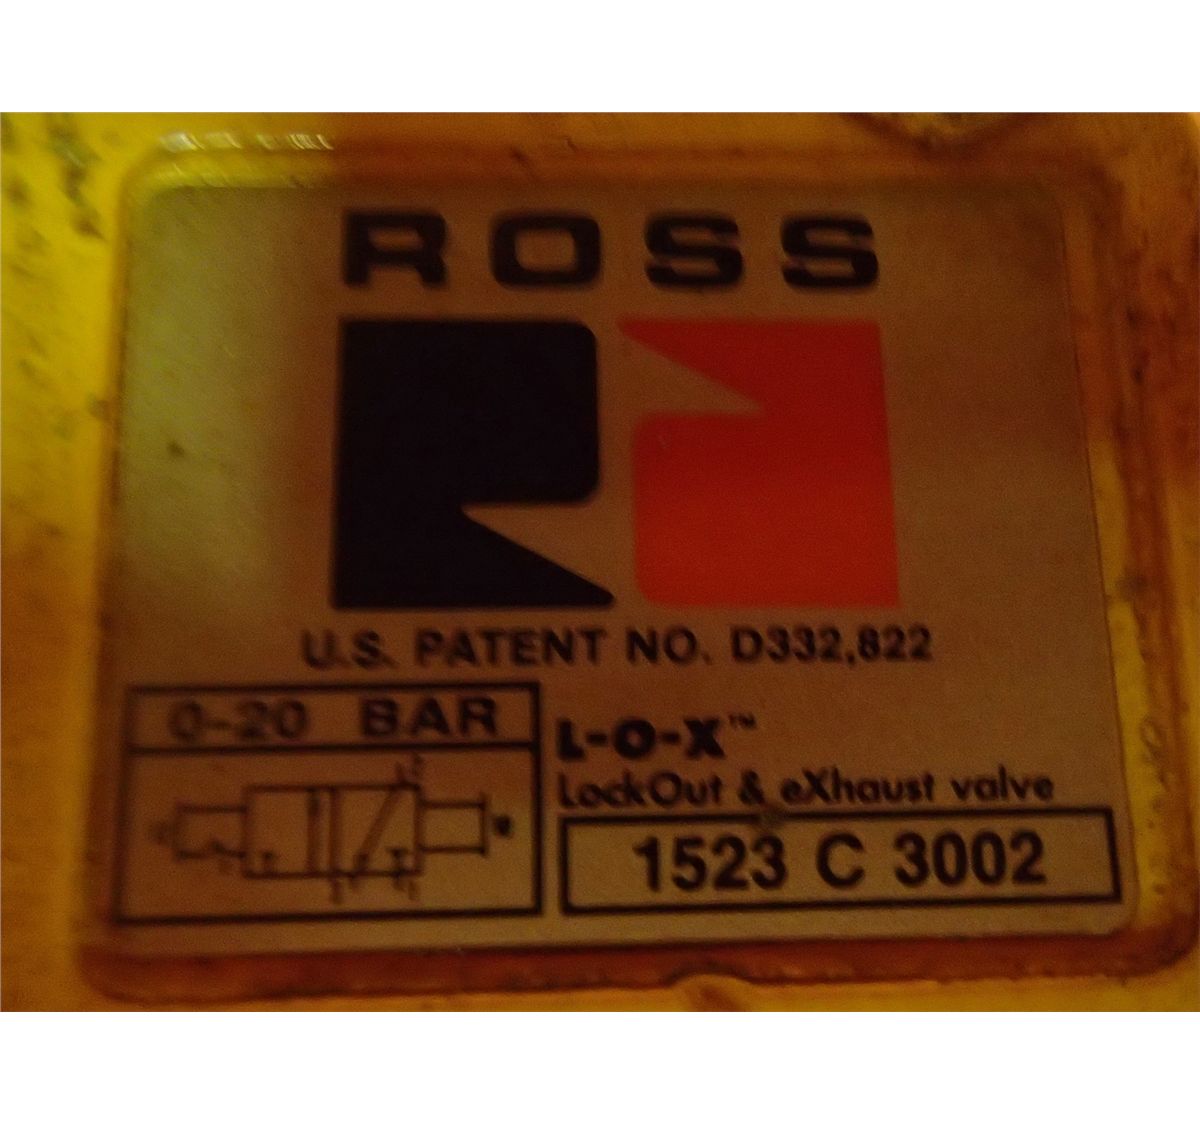 ROSS
U.S. PATENT NO. D332,822
0-20 BAR
L-O-X™
LockOut & eXhaust valve
1523 C 3002